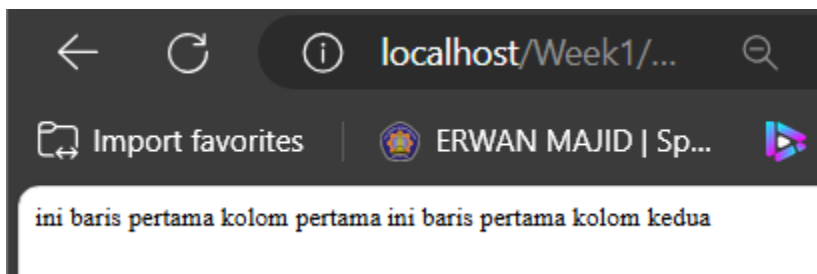 localhost/Week1/...
Import favorites ERWAN MAJID | Sp...
ini baris pertama kolom pertama ini baris pertama kolom kedua